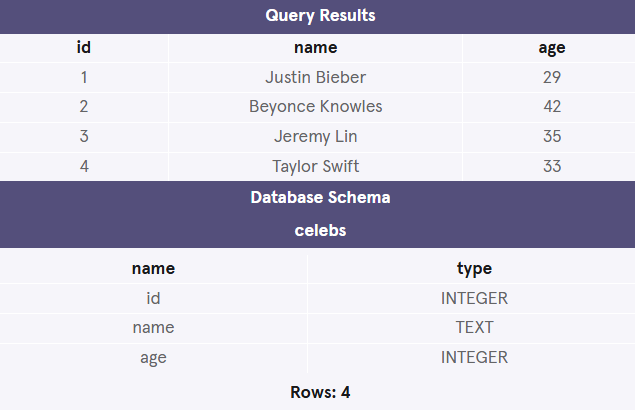 Query Results
id name age
1 Justin Bieber 29
2 Beyonce Knowles 42
3 Jeremy Lin 35
4 Taylor Swift 33
Database Schema
celebs
name type
id INTEGER
name TEXT
age INTEGER
Rows: 4